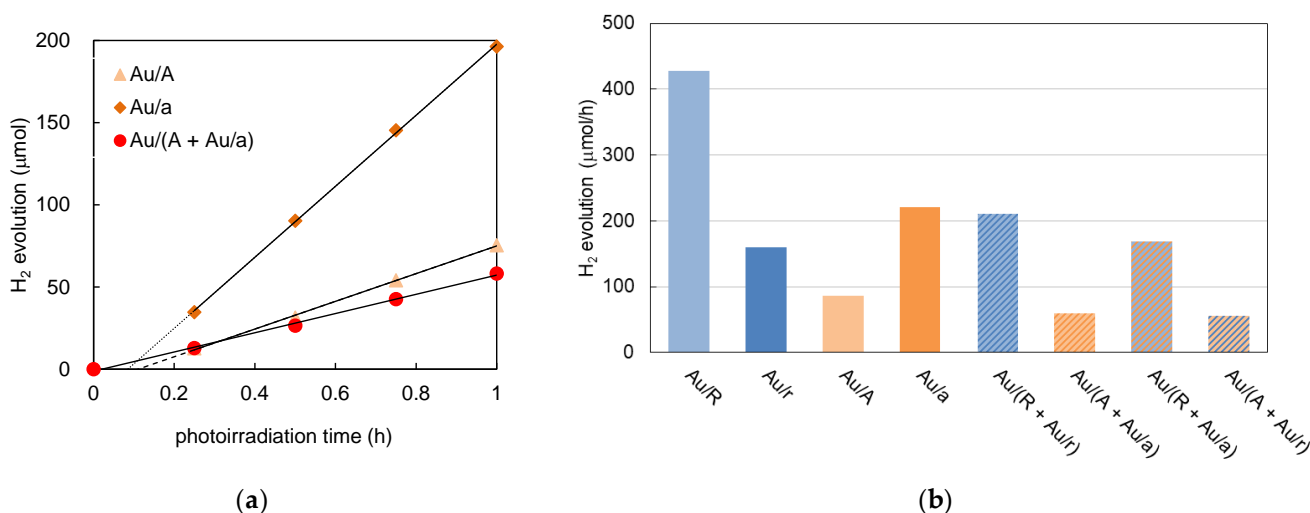 H₂ evolution (μmol)
200
150
100
50
0
Au/A
Au/a
Au/(A + Au/a)
0
0.2
0.4
0.6
0.8
1
photoirradiation time (h)
(a)
H₂ evolution (μmol/h)
500
400
300
200
100
0
Au/R
Au/r
Au/A
Au/a
Au/(R + Au/r)
Au/(A + Au/a)
Au/(R + Au/a)
Au/(A + Au/r)
(b)